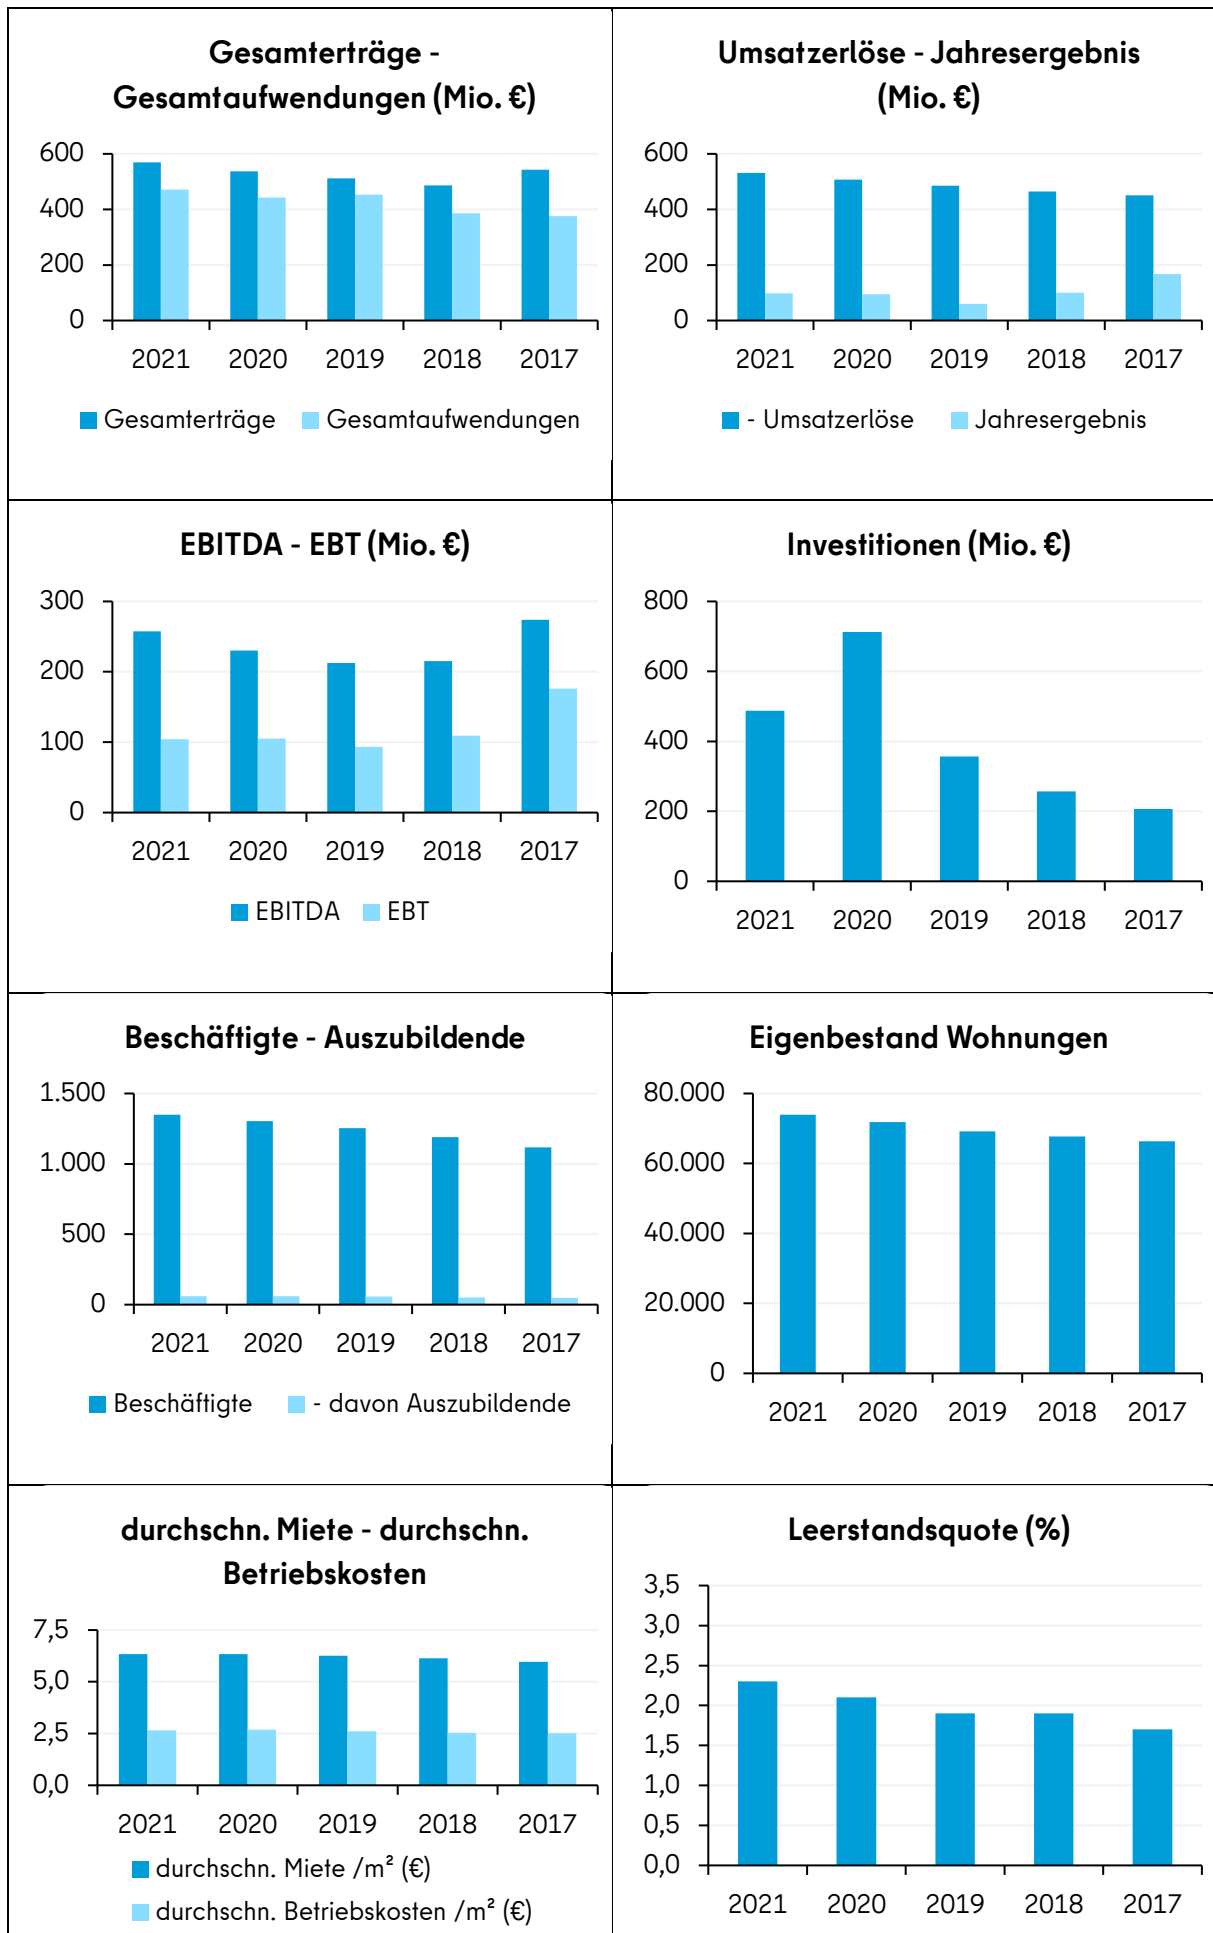 Gesamterträge -
Gesamtaufwendungen (Mio. €)
600
400
200
0
2021 2020 2019 2018 2017
Gesamterträge Gesamtaufwendungen
Umsatzerlöse - Jahresergebnis
(Mio. €)
600
400
200
0
2021 2020 2019 2018 2017
- Umsatzerlöse Jahresergebnis
EBITDA - EBT (Mio. €)
300
200
100
0
2021 2020 2019 2018 2017
EBITDA EBT
Investitionen (Mio. €)
800
600
400
200
0
2021 2020 2019 2018 2017
Beschäftigte - Auszubildende
1.500
1.000
500
0
2021 2020 2019 2018 2017
Beschäftigte - davon Auszubildende
Eigenbestand Wohnungen
80.000
60.000
40.000
20.000
0
2021 2020 2019 2018 2017
durchschn. Miete - durchschn.
Betriebskosten
7,5
5,0
2,5
0,0
2021 2020 2019 2018 2017
durchschn. Miete /m² (€)
durchschn. Betriebskosten /m² (€)
Leerstandsquote (%)
3,5
3,0
2,5
2,0
1,5
1,0
0,5
0,0
2021 2020 2019 2018 2017